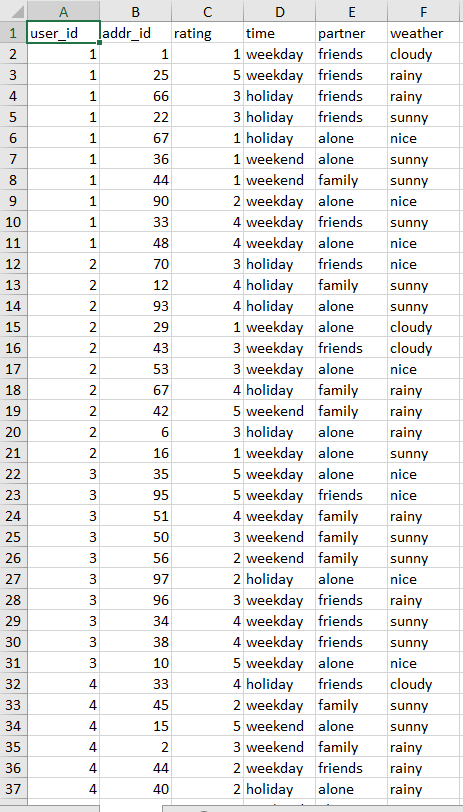 A B C D E F
1 user_id addr_id rating time partner weather
2 1 1 1 weekday friends cloudy
3 1 25 5 weekday friends rainy
4 1 66 3 holiday friends rainy
5 1 22 3 holiday friends sunny
6 1 67 1 holiday alone nice
7 1 36 1 weekend alone sunny
8 1 44 1 weekend family sunny
9 1 90 2 weekday alone nice
10 1 33 4 weekday friends sunny
11 1 48 4 weekday alone nice
12 2 70 3 holiday friends nice
13 2 12 4 holiday family sunny
14 2 93 4 holiday alone sunny
15 2 29 1 weekday alone cloudy
16 2 43 3 weekday friends cloudy
17 2 53 3 weekday alone nice
18 2 67 4 holiday family rainy
19 2 42 5 weekend family rainy
20 2 6 3 holiday alone rainy
21 2 16 1 weekday alone sunny
22 3 35 5 weekday alone nice
23 3 95 5 weekday friends nice
24 3 51 4 weekday family rainy
25 3 50 3 weekend family sunny
26 3 56 2 weekend family sunny
27 3 97 2 holiday alone nice
28 3 96 3 weekday friends rainy
29 3 34 4 weekday friends sunny
30 3 38 4 weekday friends sunny
31 3 10 5 weekday alone nice
32 4 33 4 holiday friends cloudy
33 4 45 2 weekday family sunny
34 4 15 5 weekend alone sunny
35 4 2 3 weekend family rainy
36 4 44 2 weekday friends rainy
37 4 40 2 holiday alone rainy